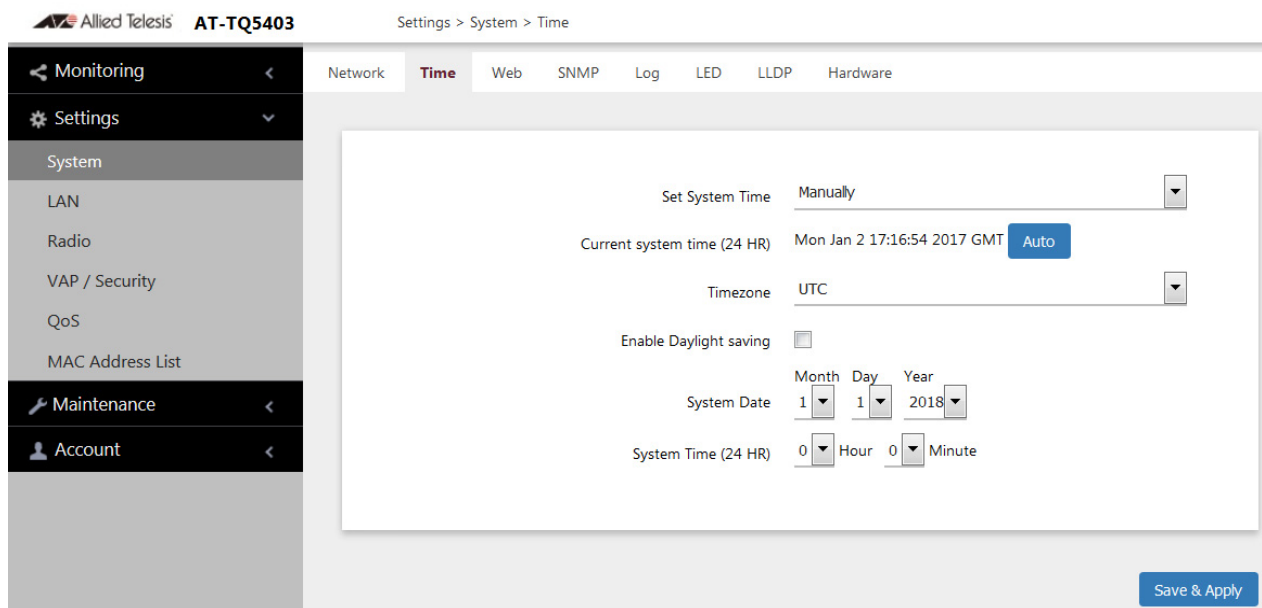 Allied Telesis AT-TQ5403 Settings > System > Time
Monitoring
Settings
System
LAN
Radio
VAP / Security
QoS
MAC Address List
Maintenance
Account
Network Time Web SNMP Log LED LLDP Hardware
Set System Time Manually
Current system time (24 HR) Mon Jan 2 17:16:54 2017 GMT Auto
Timezone UTC
Enable Daylight saving
Month Day Year
System Date 1 1 2018
System Time (24 HR) 0 Hour 0 Minute
Save & Apply